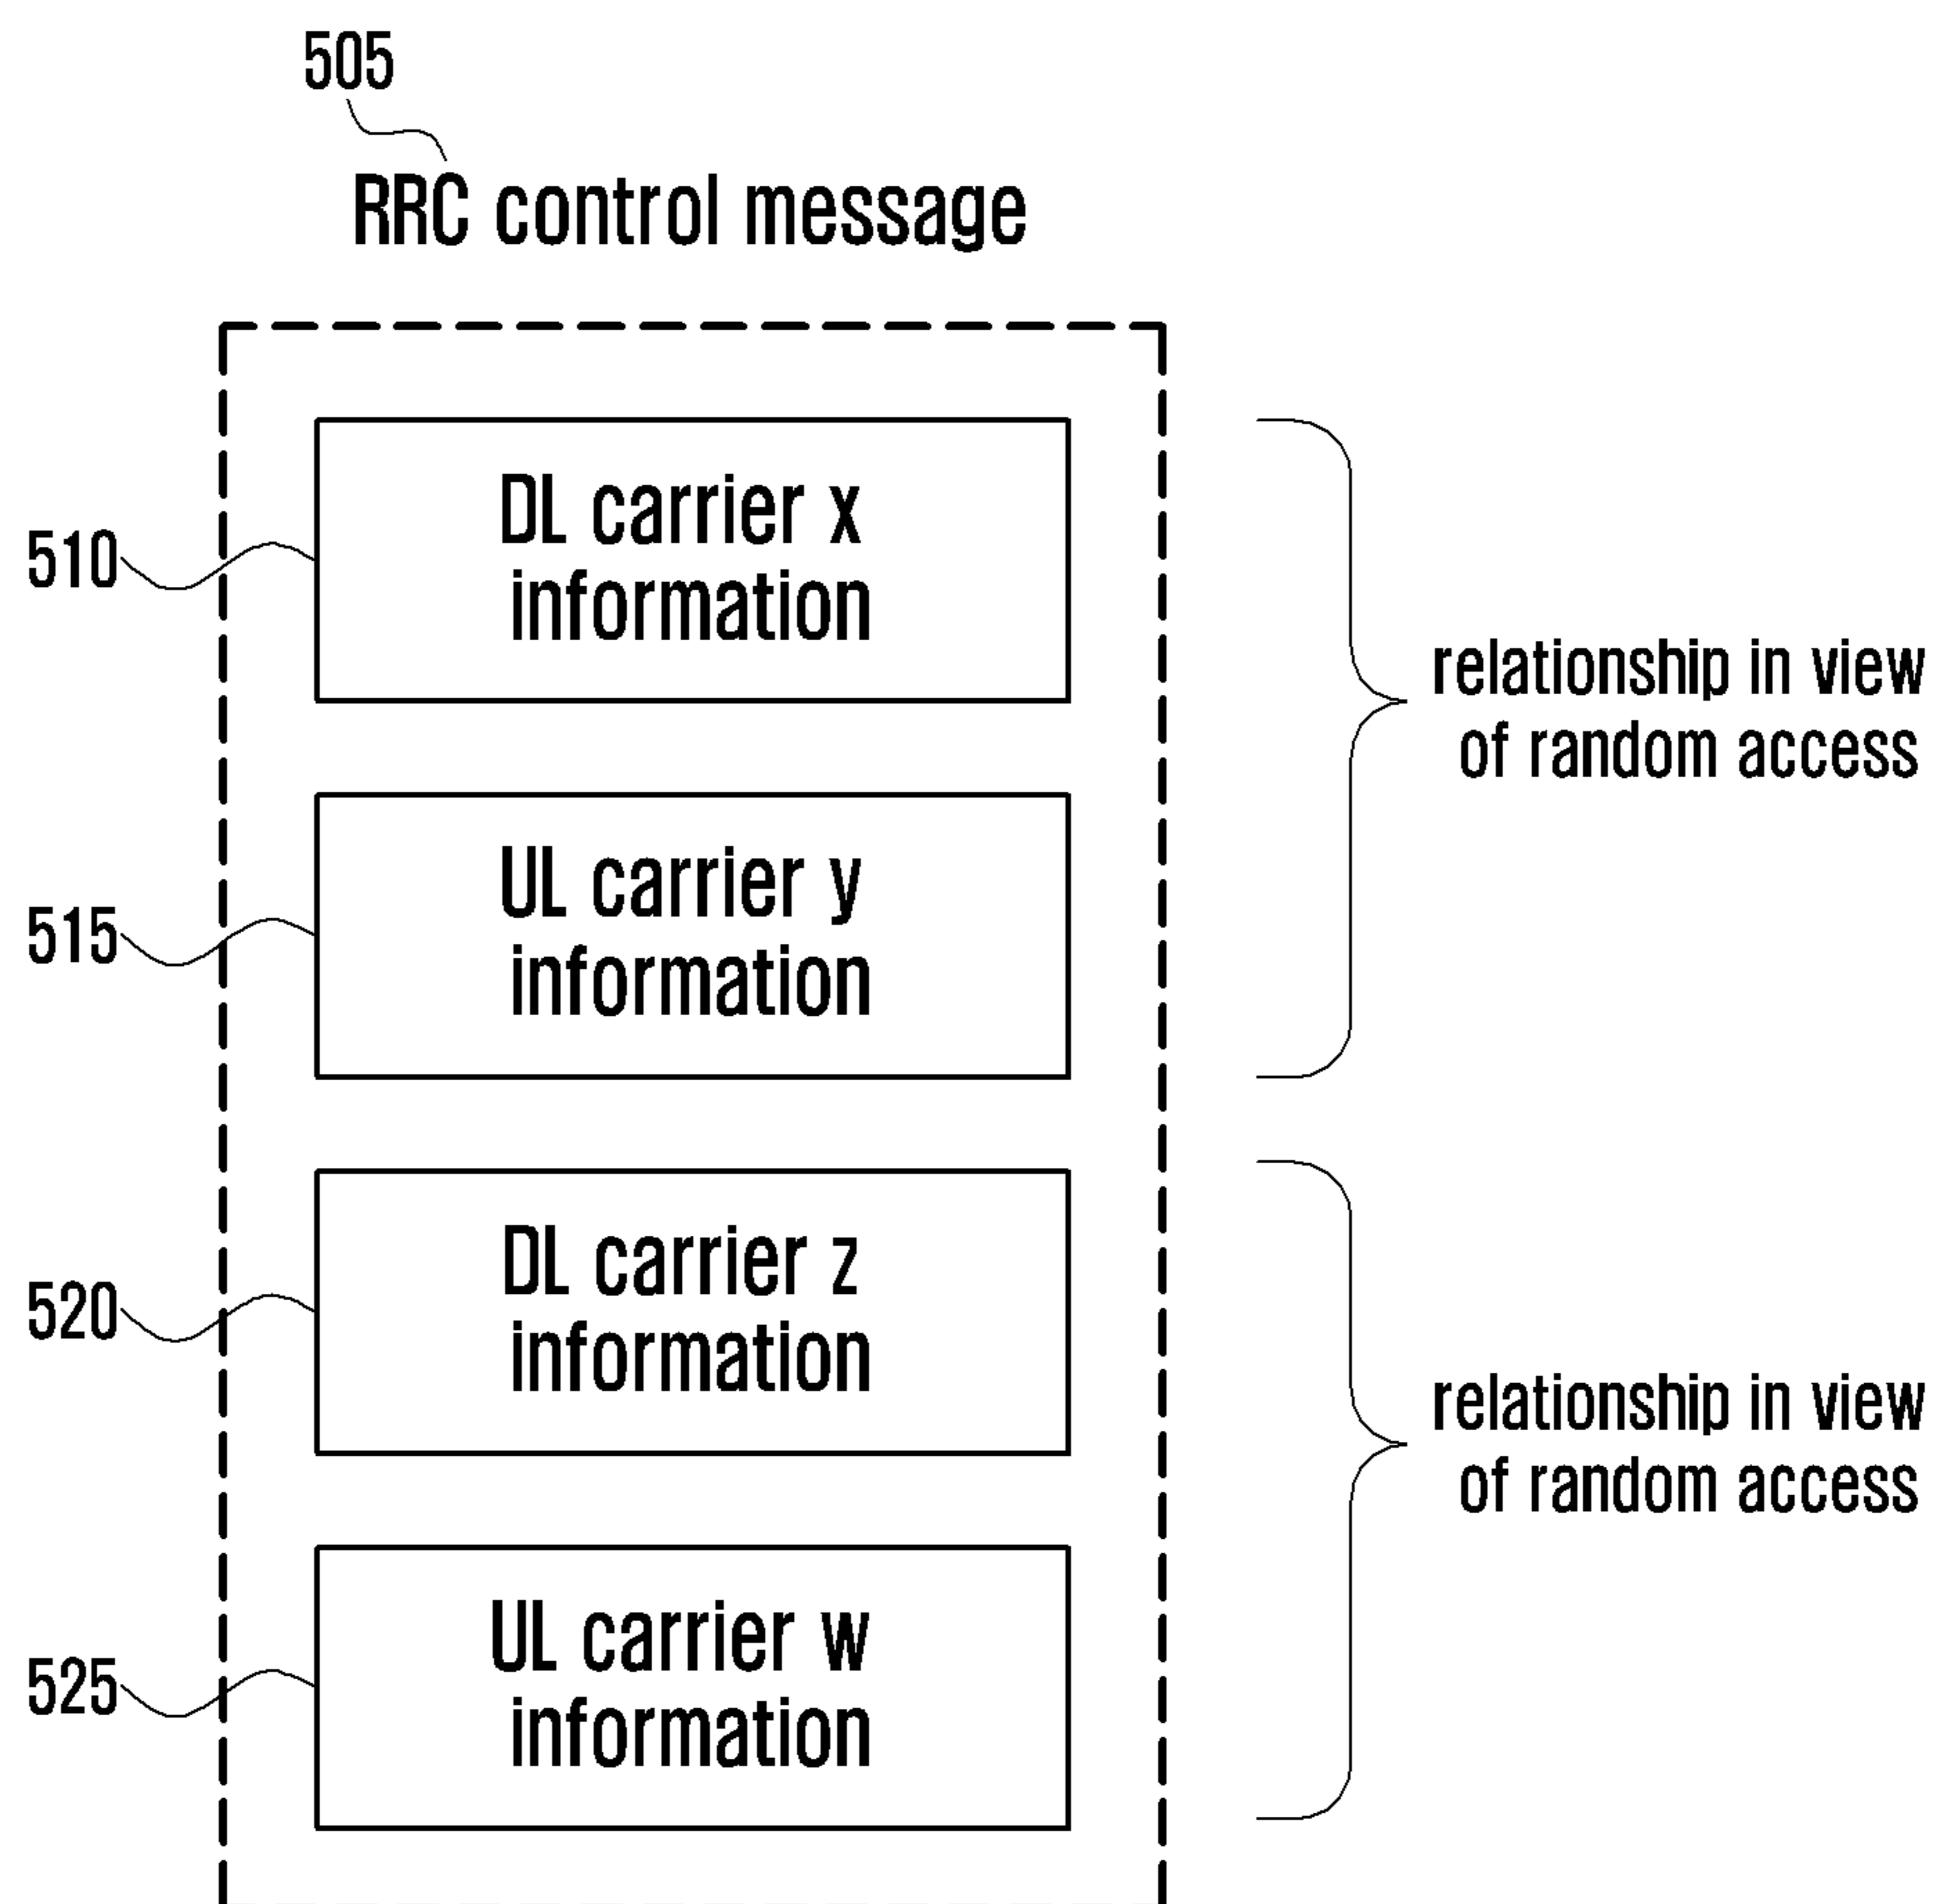 505
RRC control message
510
DL carrier x
information
relationship in view
of random access
515
UL carrier y
information
520
DL carrier z
information
relationship in view
of random access
525
UL carrier w
information